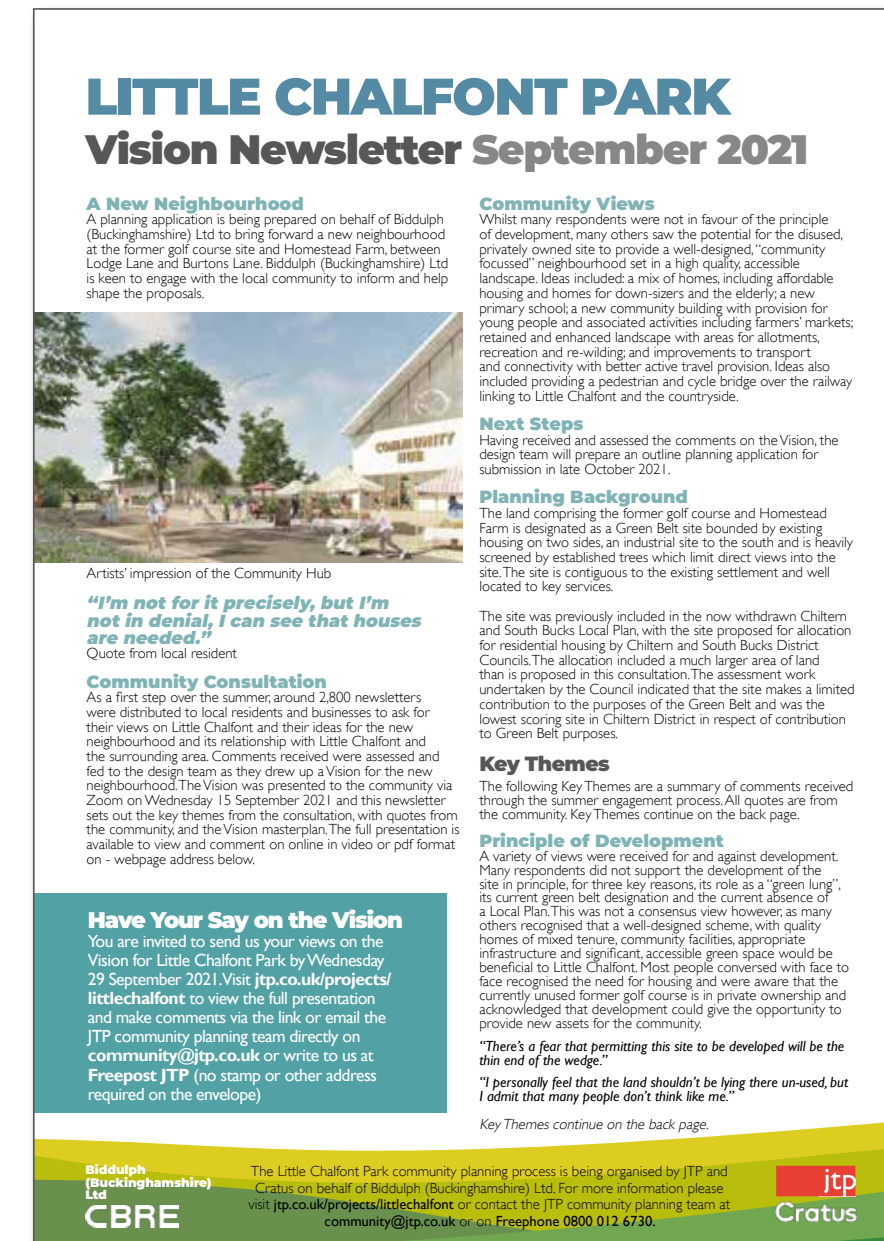 LITTLE CHALFONT PARK
Vision Newsletter September 2021
A New Neighbourhood
A planning application is being prepared on behalf of Biddulph
(Buckinghamshire) Ltd to bring forward a new neighbourhood
at the former golf course site and Homestead Farm, between
Lodge Lane and Burtons Lane. Biddulph (Buckinghamshire) Ltd
is keen to engage with the local community to inform and help
shape the proposals.
COMMUNITY
HUB
Artists' impression of the Community Hub
"I'm not for it precisely, but I'm
not in denial, I can see that houses
are needed."
Quote from local resident
Community Consultation
As a first step over the summer, around 2,800 newsletters
were distributed to local residents and businesses to ask for
their views on Little Chalfont and their ideas for the new
neighbourhood and its relationship with Little Chalfont and
the surrounding area. Comments received were assessed and
fed to the design team as they drew up a Vision for the new
neighbourhood. The Vision was presented to the community via
Zoom on Wednesday 15 September 2021 and this newsletter
sets out the key themes from the consultation, with quotes from
the community, and the Vision masterplan. The full presentation is
available to view and comment on online in video or pdf format
on - webpage address below.
Have Your Say on the Vision
You are invited to send us your views on the
Vision for Little Chalfont Park by Wednesday
29 September 2021. Visit jtp.co.uk/projects/
littlechalfont to view the full presentation
and make comments via the link or email the
JTP community planning team directly on
community@jtp.co.uk or write to us at
Freepost JTP (no stamp or other address
required on the envelope)
Community Views
Whilst many respondents were not in favour of the principle
of development, many others saw the potential for the disused,
privately owned site to provide a well-designed, "community
focussed" neighbourhood set in a high quality, accessible
landscape. Ideas included: a mix of homes, including affordable
housing and homes for down-sizers and the elderly; a new
primary school; a new community building with provision for
young people and associated activities including farmers' markets;
retained and enhanced landscape with areas for allotments,
recreation and re-wilding; and improvements to transport
and connectivity with better active travel provision. Ideas also
included providing a pedestrian and cycle bridge over the railway
linking to Little Chalfont and the countryside.
Next Steps
Having received and assessed the comments on the Vision, the
design team will prepare an outline planning application for
submission in late October 2021.
Planning Background
The land comprising the former golf course and Homestead
Farm is designated as a Green Belt site bounded by existing
housing on two sides, an industrial site to the south and is heavily
screened by established trees which limit direct views into the
site. The site is contiguous to the existing settlement and well
located to key services.
The site was previously included in the now withdrawn Chiltern
and South Bucks Local Plan, with the site proposed for allocation
for residential housing by Chiltern and South Bucks District
Councils. The allocation included a much larger area of land
than is proposed in this consultation. The assessment work
undertaken by the Council indicated that the site makes a limited
contribution to the purposes of the Green Belt and was the
lowest scoring site in Chiltern District in respect of contribution
to Green Belt purposes.
Key Themes
The following Key Themes are a summary of comments received
through the summer engagement process. All quotes are from
the community. Key Themes continue on the back page.
Principle of Development
A variety of views were received for and against development.
Many respondents did not support the development of the
site in principle, for three key reasons, its role as a "green lung",
its current green belt designation and the current absence of
a Local Plan. This was not a consensus view however, as many
others recognised that a well-designed scheme, with quality
homes of mixed tenure, community facilities, appropriate
infrastructure and significant, accessible green space would be
beneficial to Little Chalfont. Most people conversed with face to
face recognised the need for housing and were aware that the
currently unused former golf course is in private ownership and
acknowledged that development could give the opportunity to
provide new assets for the community.
"There's a fear that permitting this site to be developed will be the
thin end of the wedge."
"I personally feel that the land shouldn't be lying there un-used, but
I admit that many people don't think like me."
Key Themes continue on the back page.
Biddulph
(Buckinghamshire)
Ltd
CBRE
The Little Chalfont Park community planning process is being organised by JTP and
Cratus on behalf of Biddulph (Buckinghamshire) Ltd. For more information please
visit jtp.co.uk/projects/littlechalfont or contact the JTP community planning team at
community@jtp.co.uk or on Freephone 0800 012 6730.
jtp
Cratus